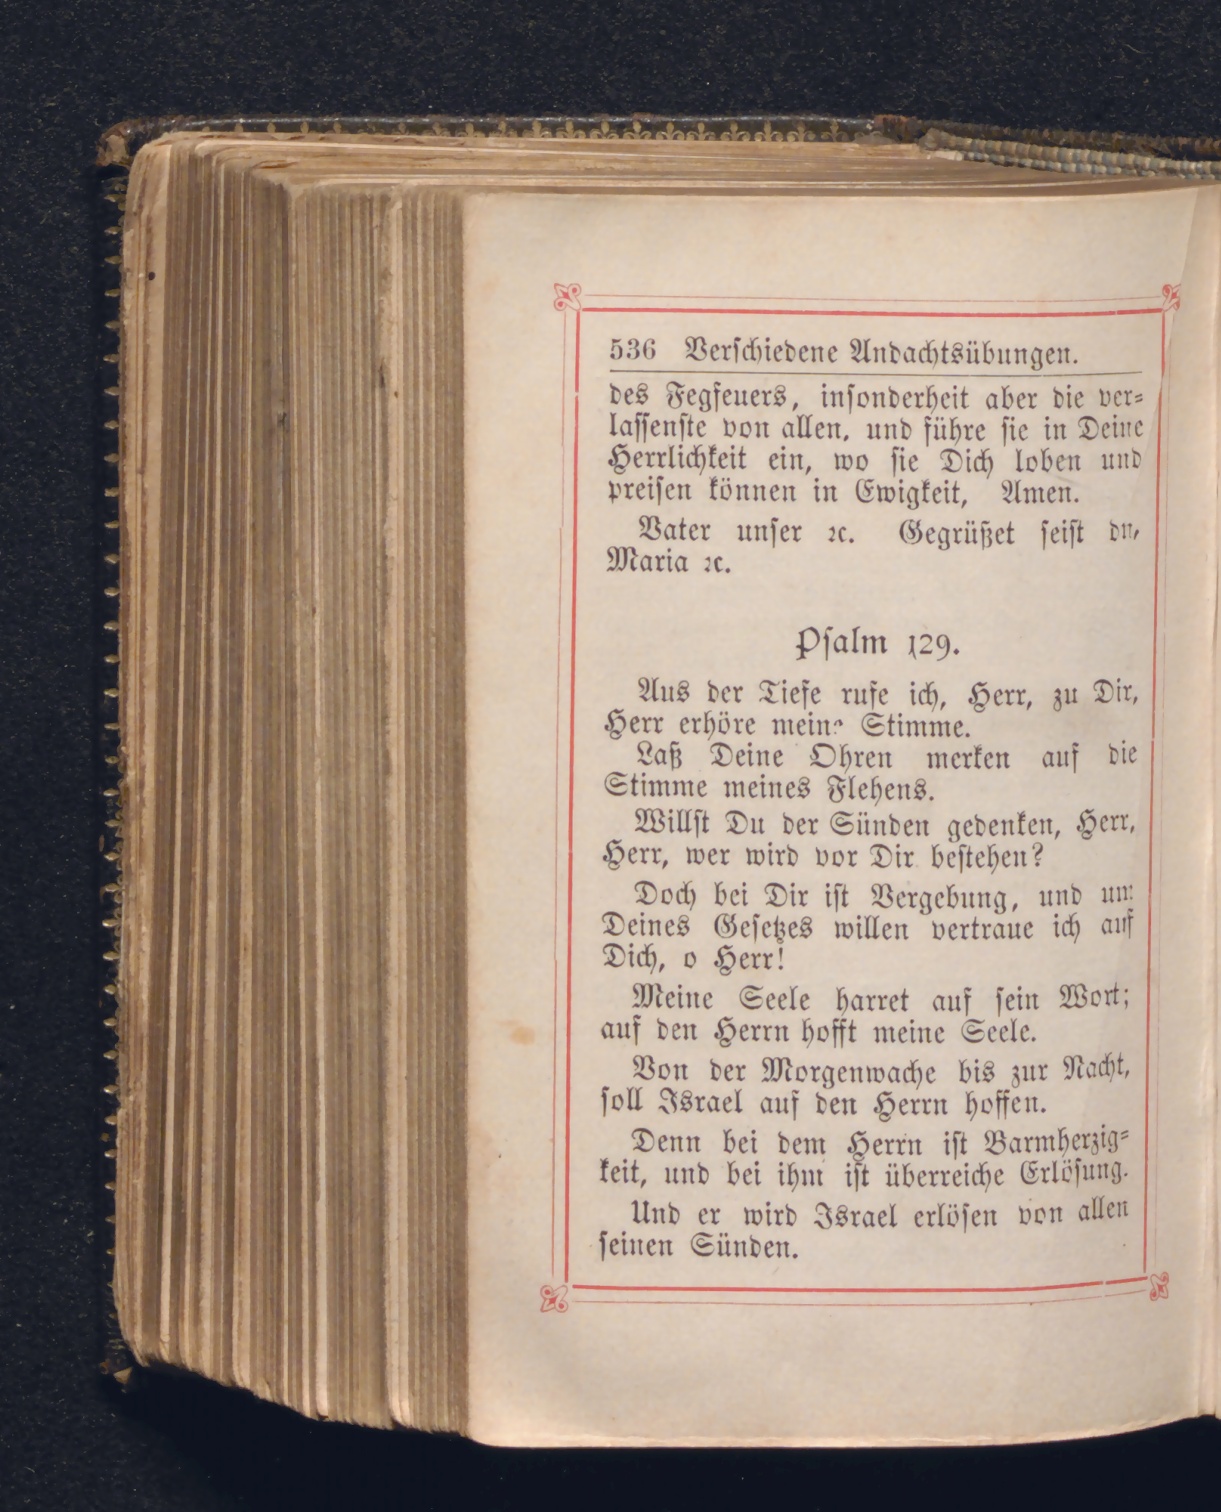 536 Verschiedene Andachtsübungen.
des Fegfeuers, insonderheit aber die ver=
lassenste von allen, und führe sie in Deine
Herrlichkeit ein, wo sie Dich loben und
preisen können in Ewigkeit, Amen.
Vater unser ꝛc. Gegrüßet seist du,
Maria ꝛc.
Psalm 129.
Aus der Tiefe rufe ich, Herr, zu Dir,
Herr erhöre meine Stimme.
Laß Deine Ohren merken auf die
Stimme meines Flehens.
Willst Du der Sünden gedenken, Herr,
Herr, wer wird vor Dir bestehen?
Doch bei Dir ist Vergebung, und um
Deines Gesetzes willen vertraue ich auf
Dich, o Herr!
Meine Seele harret auf sein Wort;
auf den Herrn hofft meine Seele.
Von der Morgenwache bis zur Nacht,
soll Israel auf den Herrn hoffen.
Denn bei dem Herrn ist Barmherzig=
keit, und bei ihm ist überreiche Erlösung.
Und er wird Israel erlösen von allen
seinen Sünden.